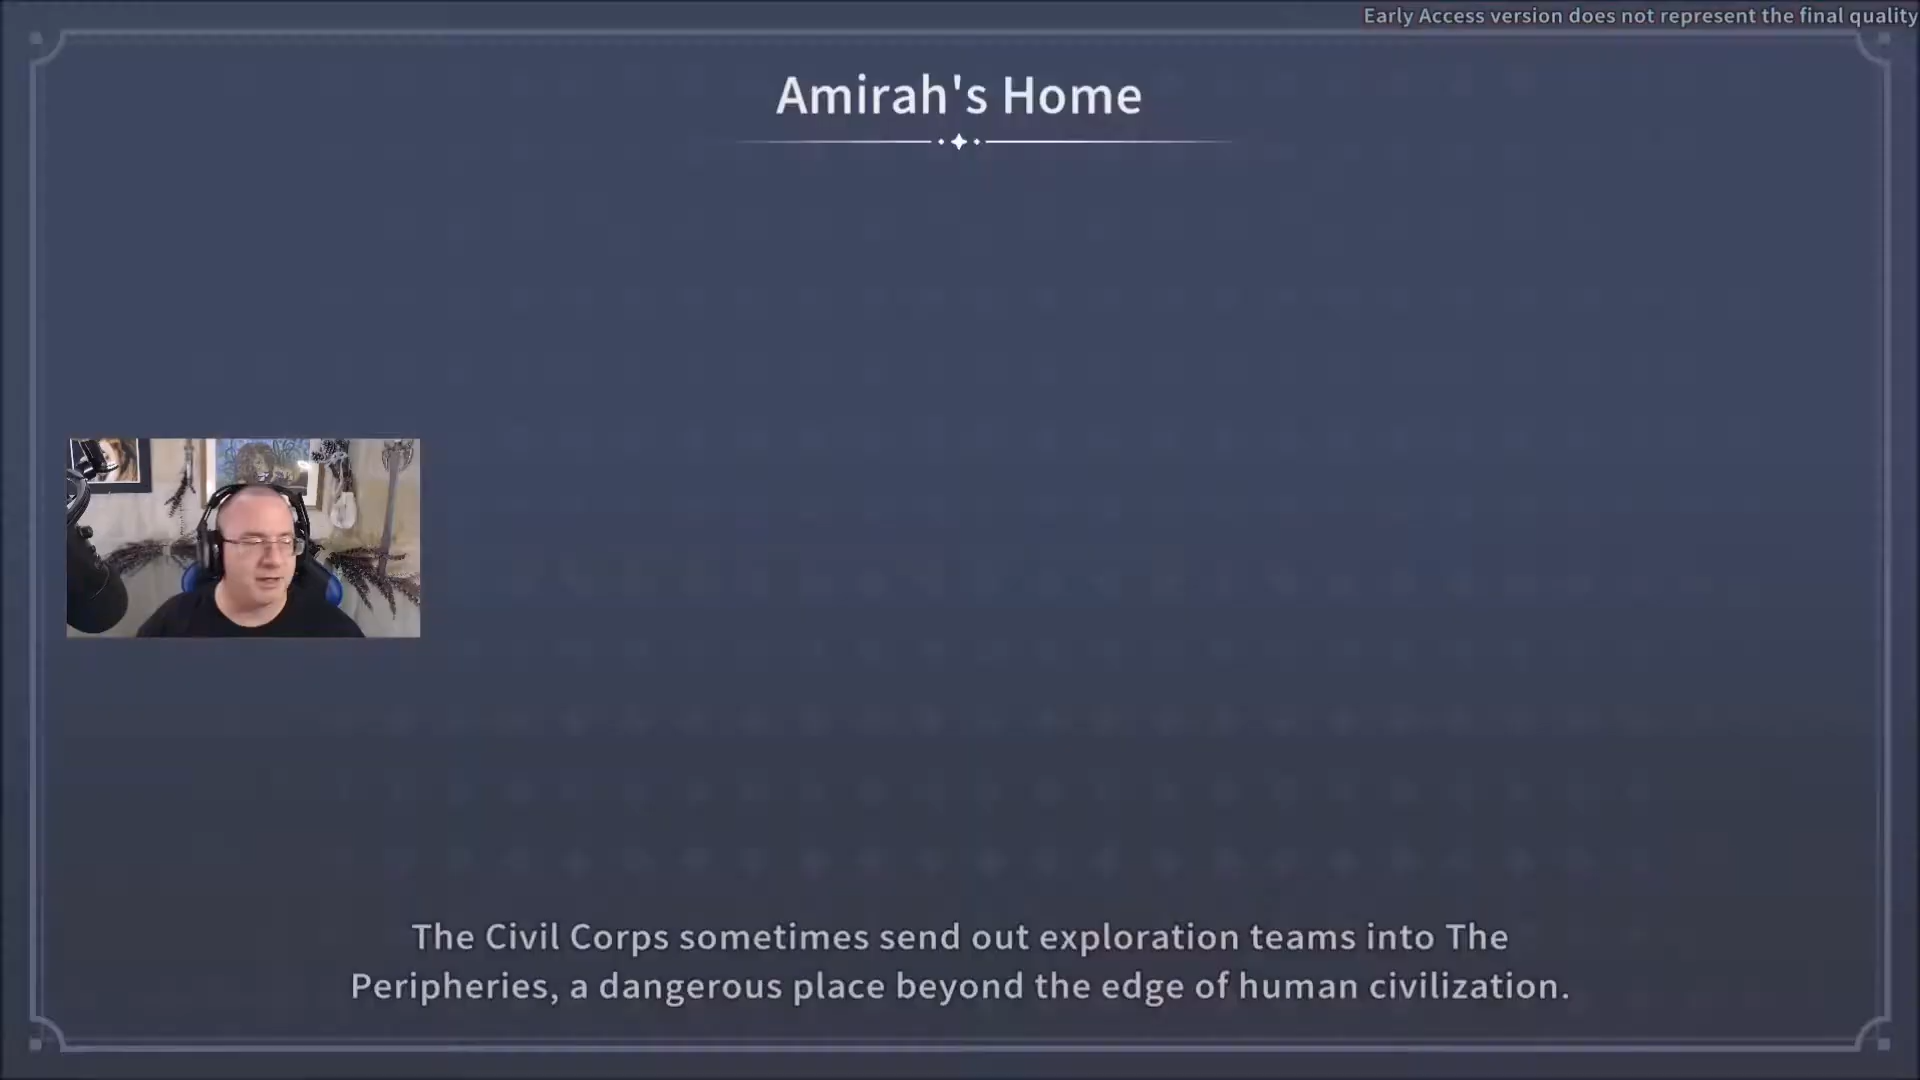 Early Access version does not represent the final quality
Amirah's Home
The Civil Corps sometimes send out exploration teams into The
Peripheries, a dangerous place beyond the edge of human civilization.